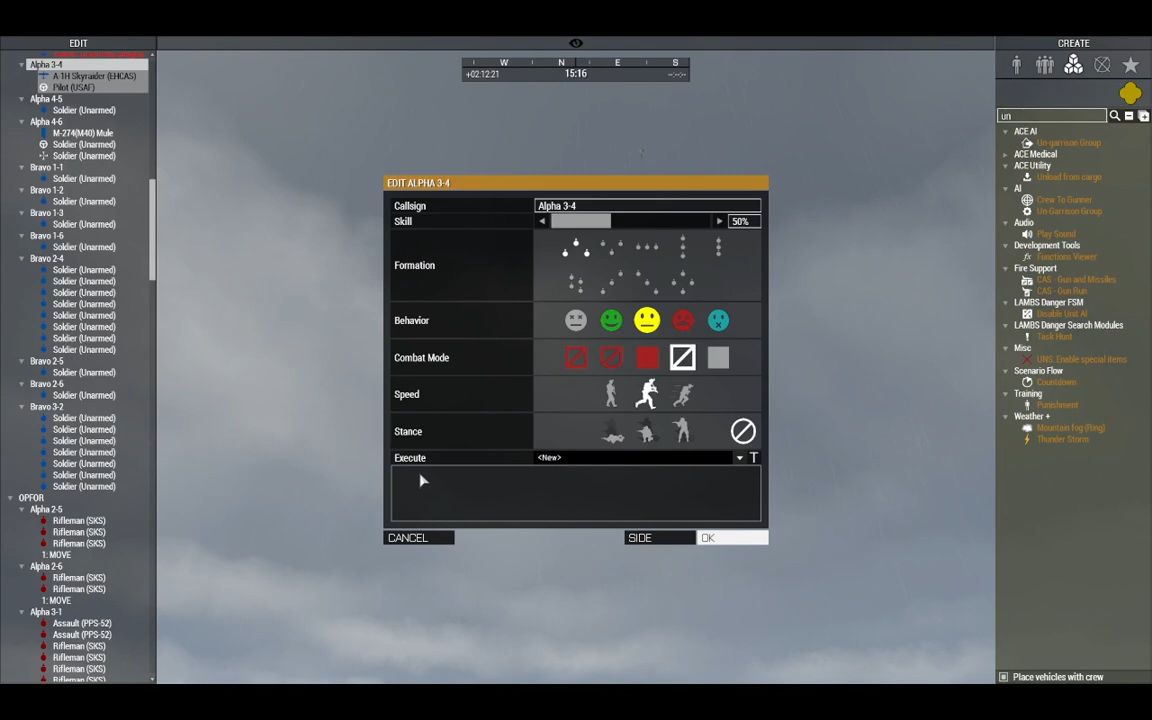 EDIT
Alpha 3-4
A 1H Skyraider (EHCAS)
Pilot (USAF)
Alpha 4-5
Soldier (Unarmed)
Alpha 4-6
M-274(M40) Mule
Soldier (Unarmed)
Soldier (Unarmed)
Bravo 1-1
Soldier (Unarmed)
Bravo 1-2
Soldier (Unarmed)
Bravo 1-3
Soldier (Unarmed)
Bravo 1-6
Soldier (Unarmed)
Bravo 2-4
Soldier (Unarmed)
Soldier (Unarmed)
Soldier (Unarmed)
Soldier (Unarmed)
Soldier (Unarmed)
Soldier (Unarmed)
Soldier (Unarmed)
Soldier (Unarmed)
Bravo 2-5
Soldier (Unarmed)
Bravo 2-6
Soldier (Unarmed)
Bravo 3-2
Soldier (Unarmed)
Soldier (Unarmed)
Soldier (Unarmed)
Soldier (Unarmed)
Soldier (Unarmed)
Soldier (Unarmed)
Soldier (Unarmed)
OPFOR
Alpha 2-5
Rifleman (SKS)
Rifleman (SKS)
Rifleman (SKS)
1: MOVE
Alpha 2-6
Rifleman (SKS)
Rifleman (SKS)
1: MOVE
Alpha 3-1
Assault (PPS-52)
Assault (PPS-52)
Rifleman (SKS)
Rifleman (SKS)
Rifleman (SKS)
Rifleman (SKS)
W N E S
+02:12:21 15:16 --:--
EDIT ALPHA 3-4
Callsign Alpha 3-4
Skill 50%
Formation
Behavior
Combat Mode
Speed
Stance
Execute <New> T
CANCEL SIDE OK
CREATE
un
ACE AI
Un-garrison Group
ACE Medical
ACE Utility
Unload from cargo
AI
Crew To Gunner
Un-Garrison Group
Audio
Play Sound
Development Tools
fx Functions Viewer
Fire Support
CAS - Gun and Missiles
CAS - Gun Run
LAMBS Danger FSM
Disable Unit AI
LAMBS Danger Search Modules
Task Hunt
Misc
UNS: Enable special items
Scenario Flow
Countdown
Training
Punishment
Weather +
Mountain fog (Ring)
Thunder Storm
Place vehicles with crew